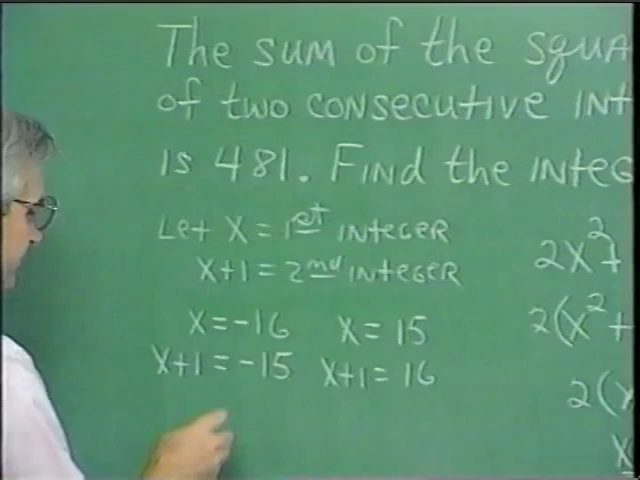 The sum of the squa
of two consecutive int
is 481. Find the integ
Let x = 1st integer
x+1 = 2nd integer
2x²+
x=-16 x=15
2(x²+
x+1=-15 x+1=16
2(x
x